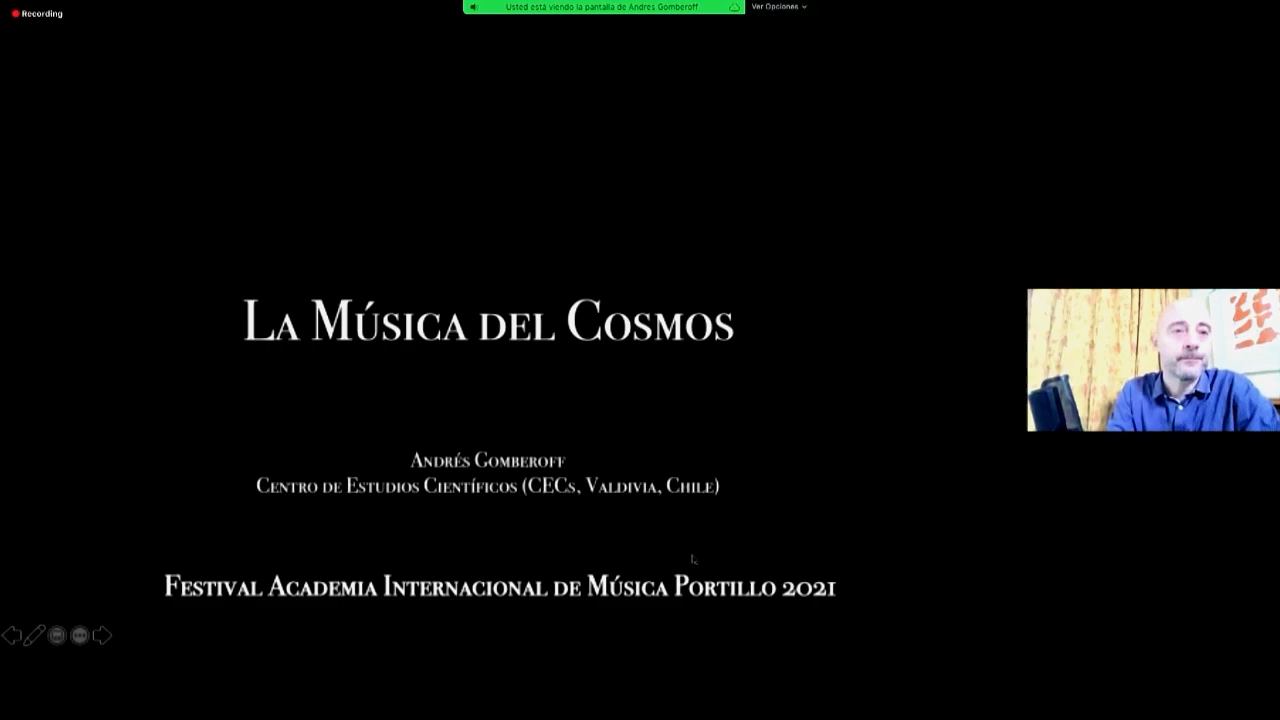 Recording
Usted está viendo la pantalla de Andres Gomberoff
Ver Opciones
La Música del Cosmos
Andrés Gomberoff
Centro de Estudios Científicos (CECs, Valdivia, Chile)
Festival Academia Internacional de Música Portillo 2021